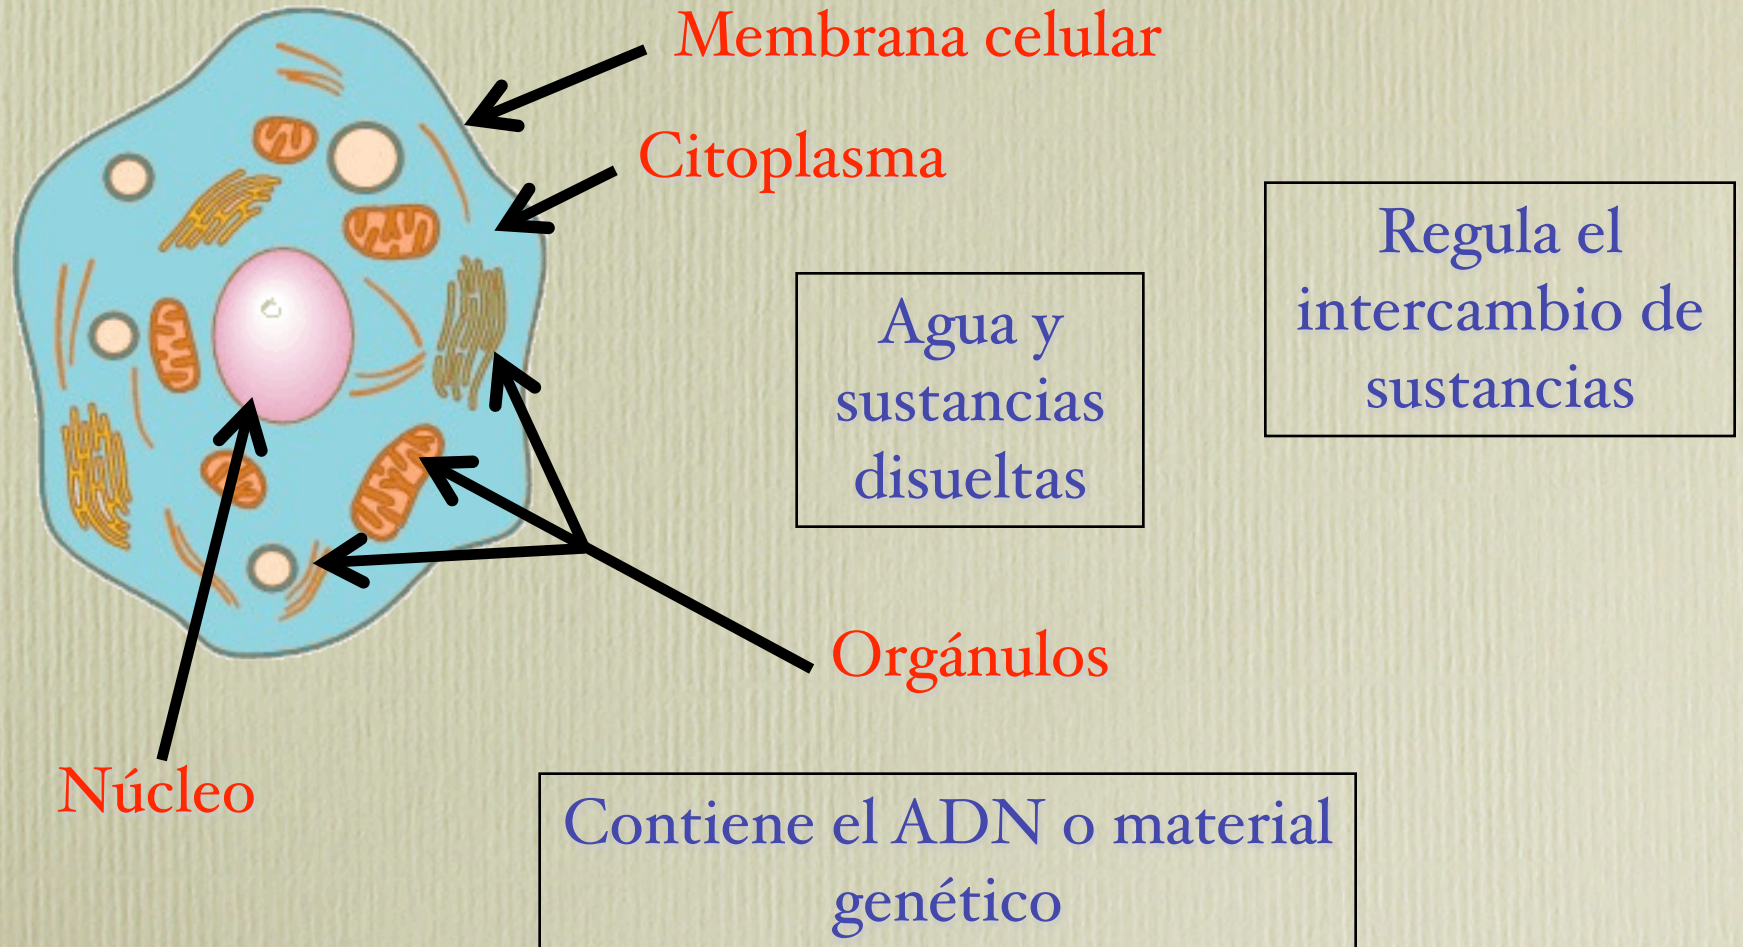 Membrana celular
Citoplasma
Regula el
intercambio de
sustancias
Agua y
sustancias
disueltas
Orgánulos
Núcleo
Contiene el ADN o material
genético